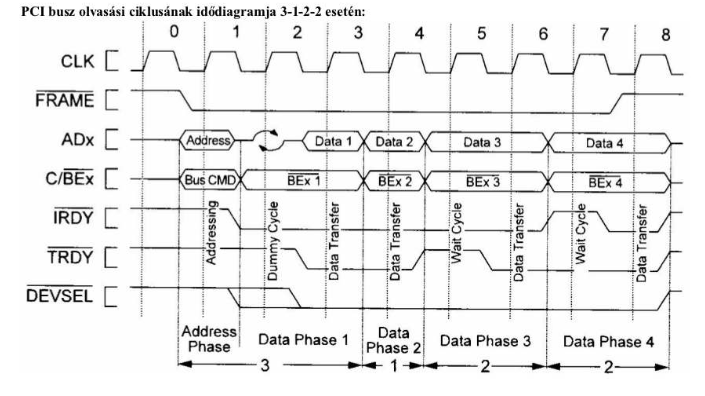 PCI busz olvasási ciklusának idődiagramja 3-1-2-2 esetén:
0 1 2 3 4 5 6 7 8
CLK
FRAME
ADx Address Data 1 Data 2 Data 3 Data 4
C/BEx Bus CMD BEx 1 BEx 2 BEx 3 BEx 4
IRDY
TRDY
DEVSEL
Addressing
Dummy Cycle
Data Transfer
Data Transfer
Wait Cycle
Data Transfer
Wait Cycle
Data Transfer
Address
Phase
Data Phase 1
Data
Phase 2
Data Phase 3
Data Phase 4
3 1 2 2